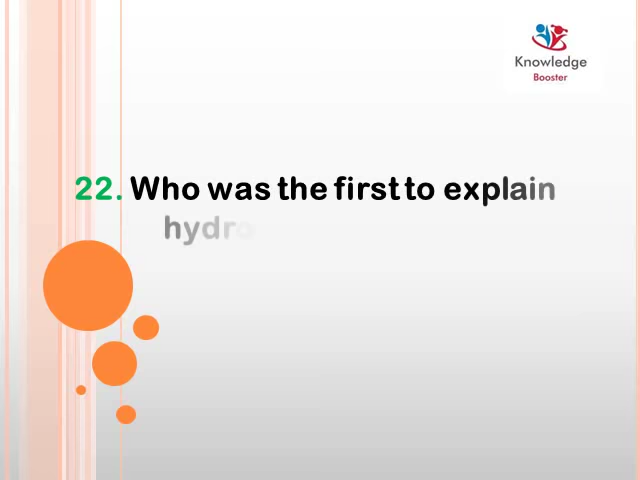 Knowledge
Booster
22. Who was the first to explain
hydro